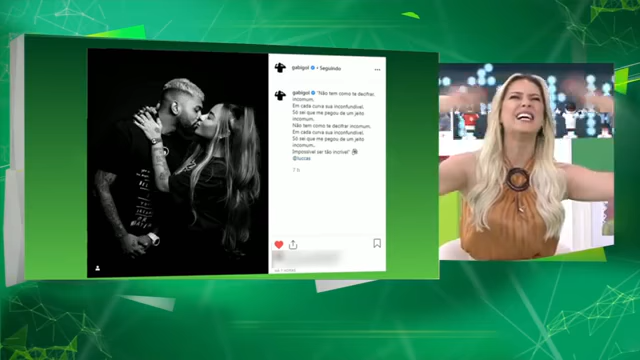 gabigol • Seguindo
gabigol "Não tem como te decifrar,
incomum.
Em cada curva sua inconfundível.
Só sei que me pegou de um jeito
incomum.
Não tem como te decifrar, incomum.
Em cada curva sua inconfundível,
Só sei que me pegou de um jeito
incomum..
Impossível ser tão incrível"
@luccas
7 h